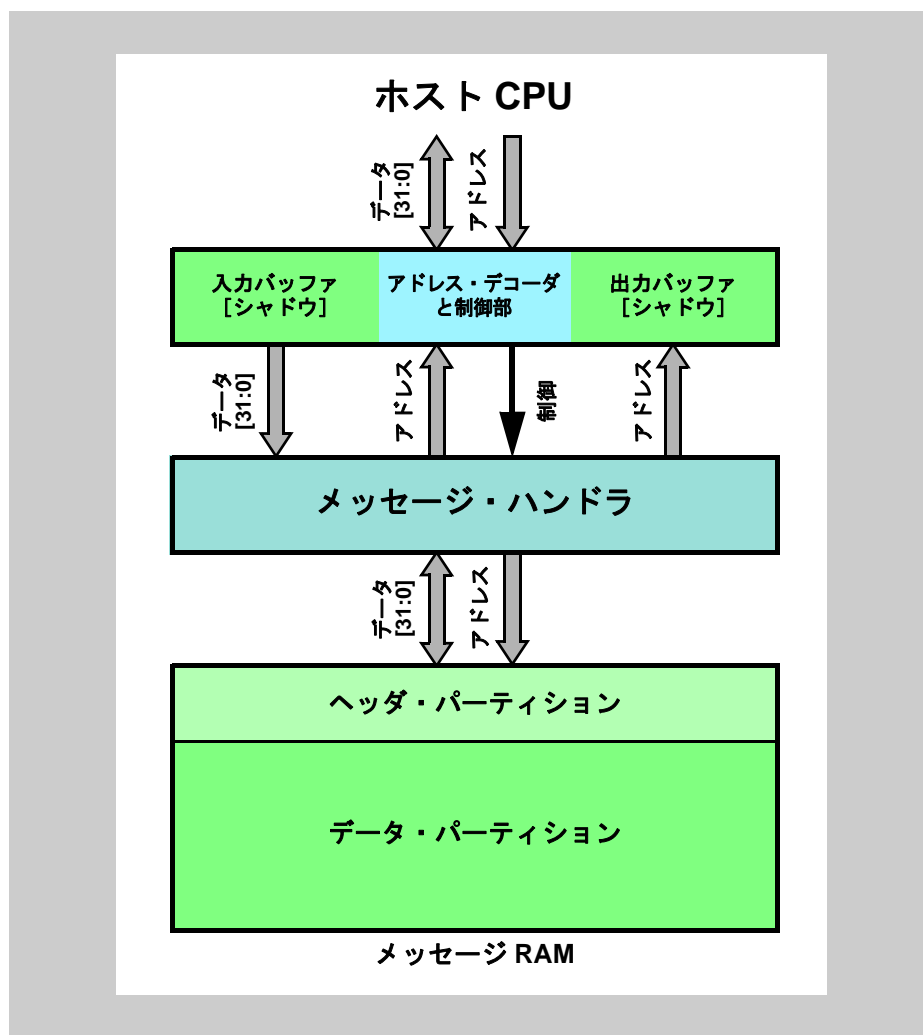 ホスト CPU
データ
[31:0]
アドレス
入力バッファ
［シャドウ］
アドレス・デコーダ
と制御部
出力バッファ
［シャドウ］
データ
[31:0]
アドレス
制御
アドレス
メッセージ・ハンドラ
データ
[31:0]
アドレス
ヘッダ・パーティション
データ・パーティション
メッセージ RAM